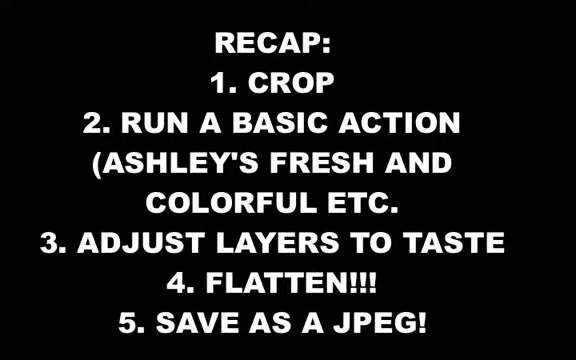 RECAP:
1. CROP
2. RUN A BASIC ACTION
(ASHLEY'S FRESH AND
COLORFUL ETC.
3. ADJUST LAYERS TO TASTE
4. FLATTEN!!!
5. SAVE AS A JPEG!